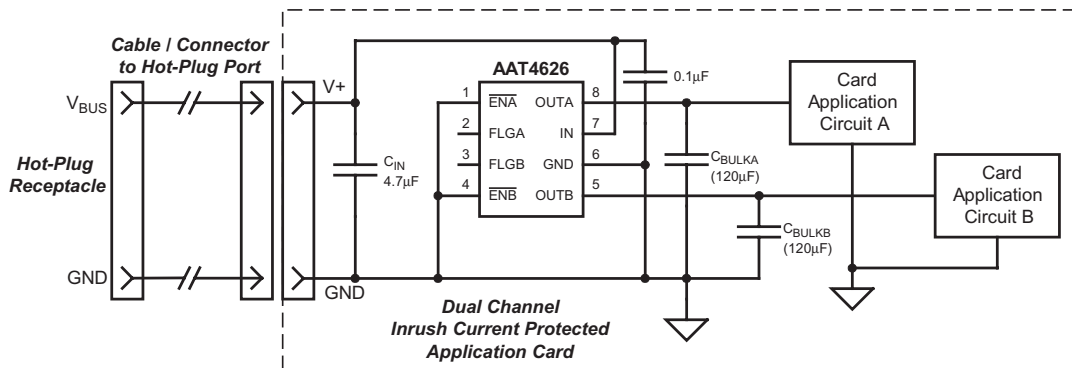 Cable / Connector
to Hot-Plug Port
V+
VBUS
Hot-Plug
Receptacle
GND
GND
CIN
4.7µF
AAT4626
1
ENA
OUTA
8
2
FLGA
IN
7
3
FLGB
GND
6
4
ENB
OUTB
5
0.1µF
CBULKA
(120µF)
CBULKB
(120µF)
Card
Application
Circuit A
Card
Application
Circuit B
Dual Channel
Inrush Current Protected
Application Card